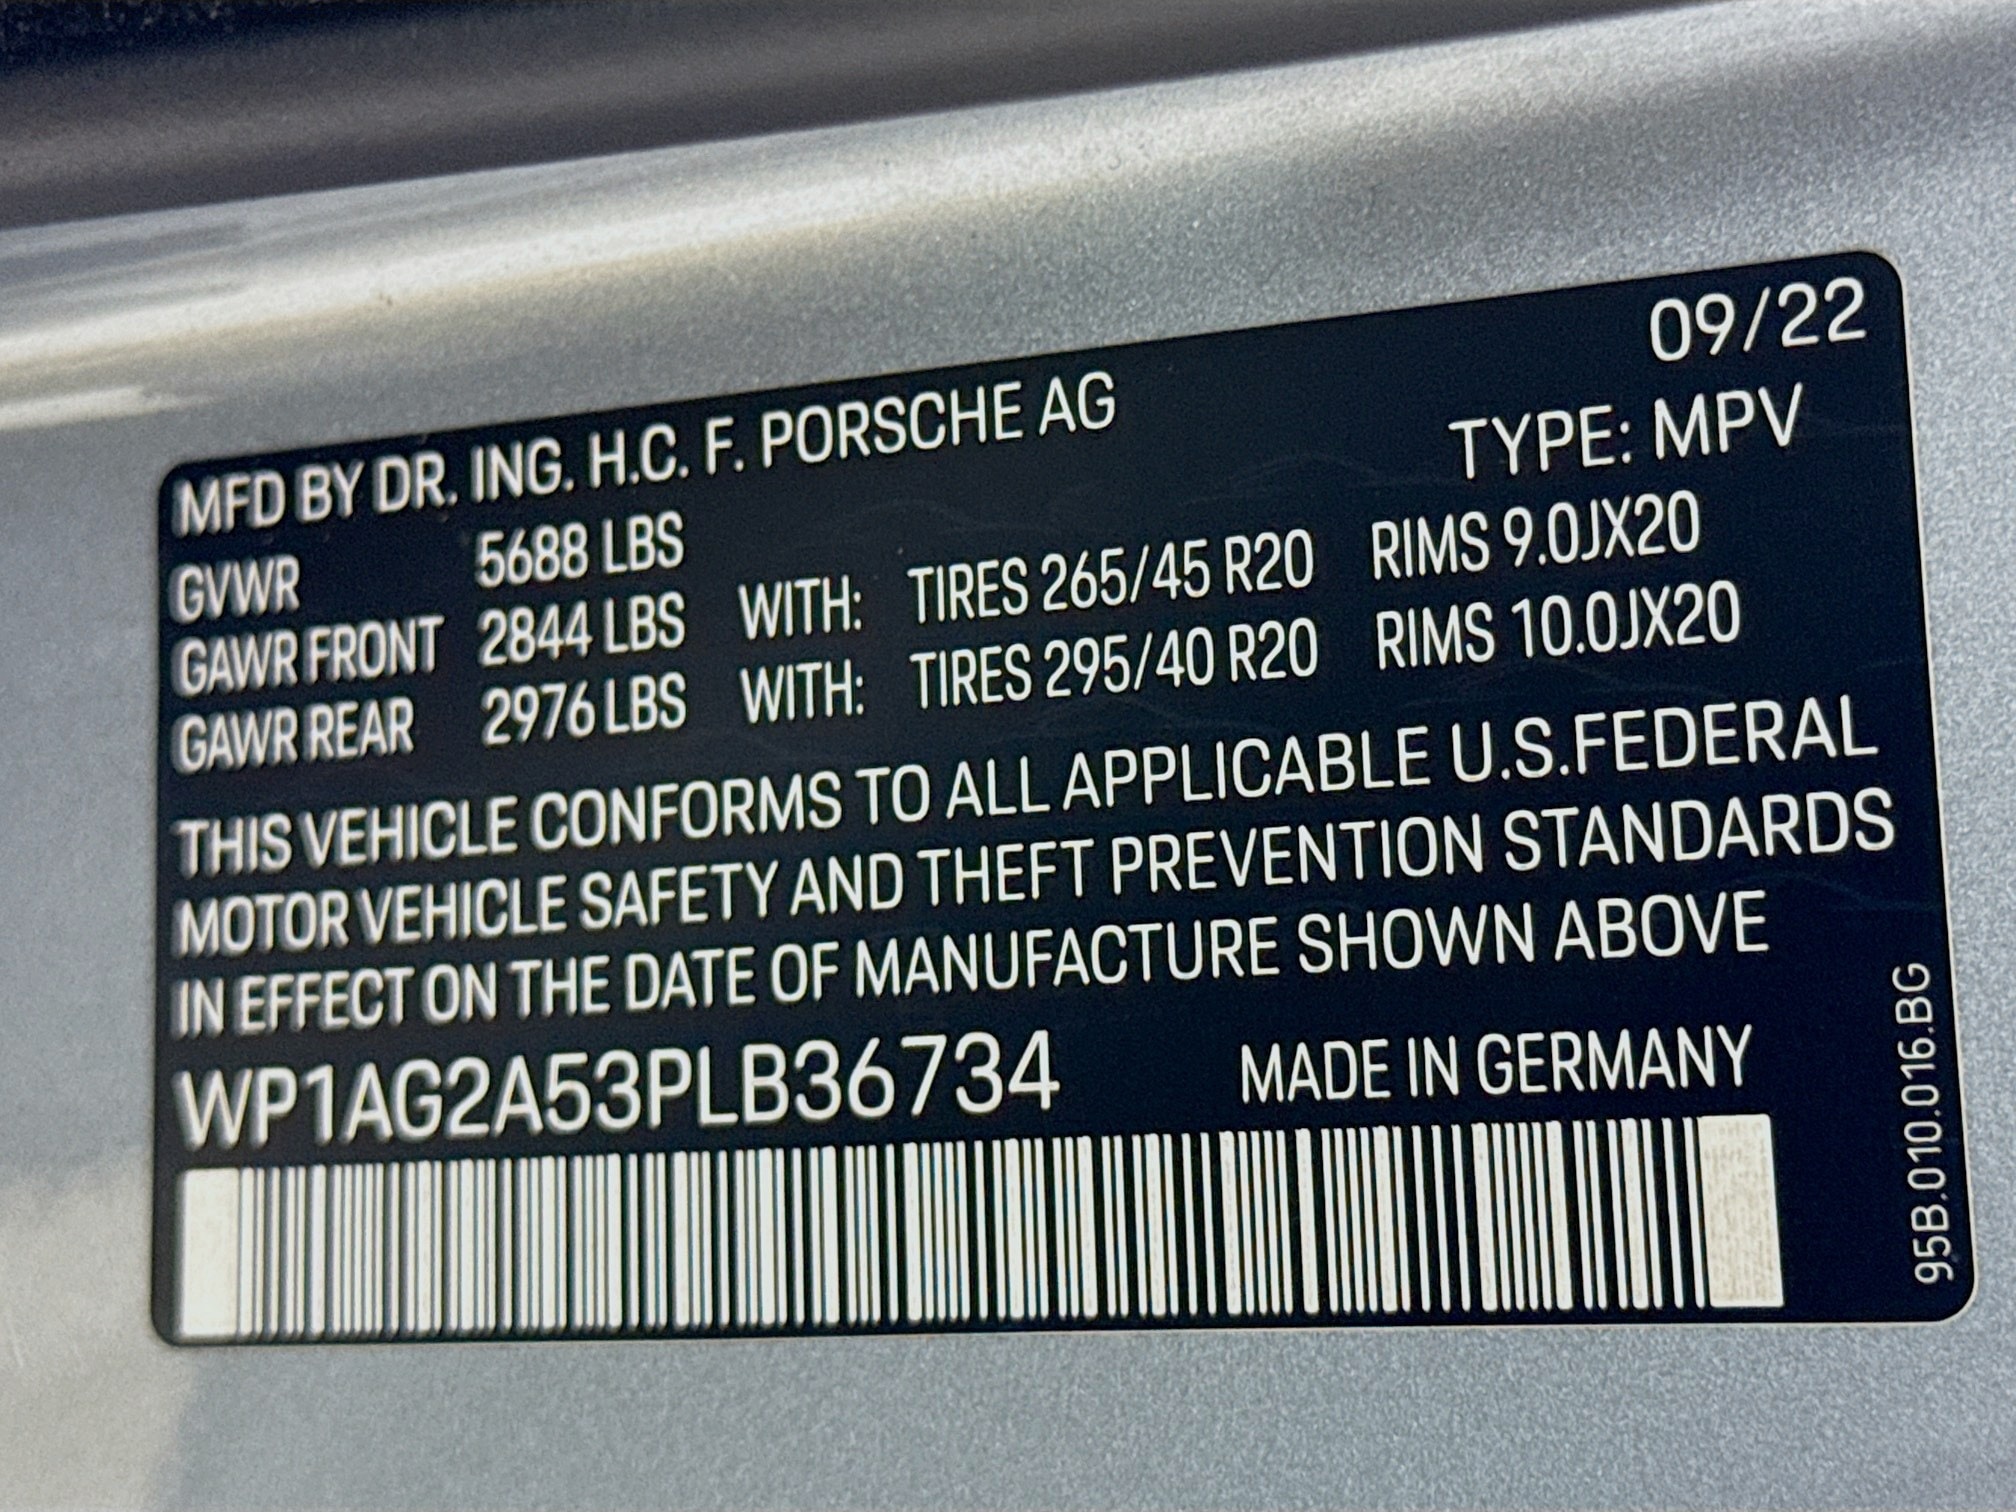 09/22
MFD BY DR. ING. H.C. F. PORSCHE AG TYPE: MPV
GVWR 5688 LBS
GAWR FRONT 2844 LBS WITH: TIRES 265/45 R20 RIMS 9.0JX20
GAWR REAR 2976 LBS WITH: TIRES 295/40 R20 RIMS 10.0JX20
THIS VEHICLE CONFORMS TO ALL APPLICABLE U.S.FEDERAL
MOTOR VEHICLE SAFETY AND THEFT PREVENTION STANDARDS
IN EFFECT ON THE DATE OF MANUFACTURE SHOWN ABOVE
WP1AG2A53PLB36734 MADE IN GERMANY
95B.010.016.BG